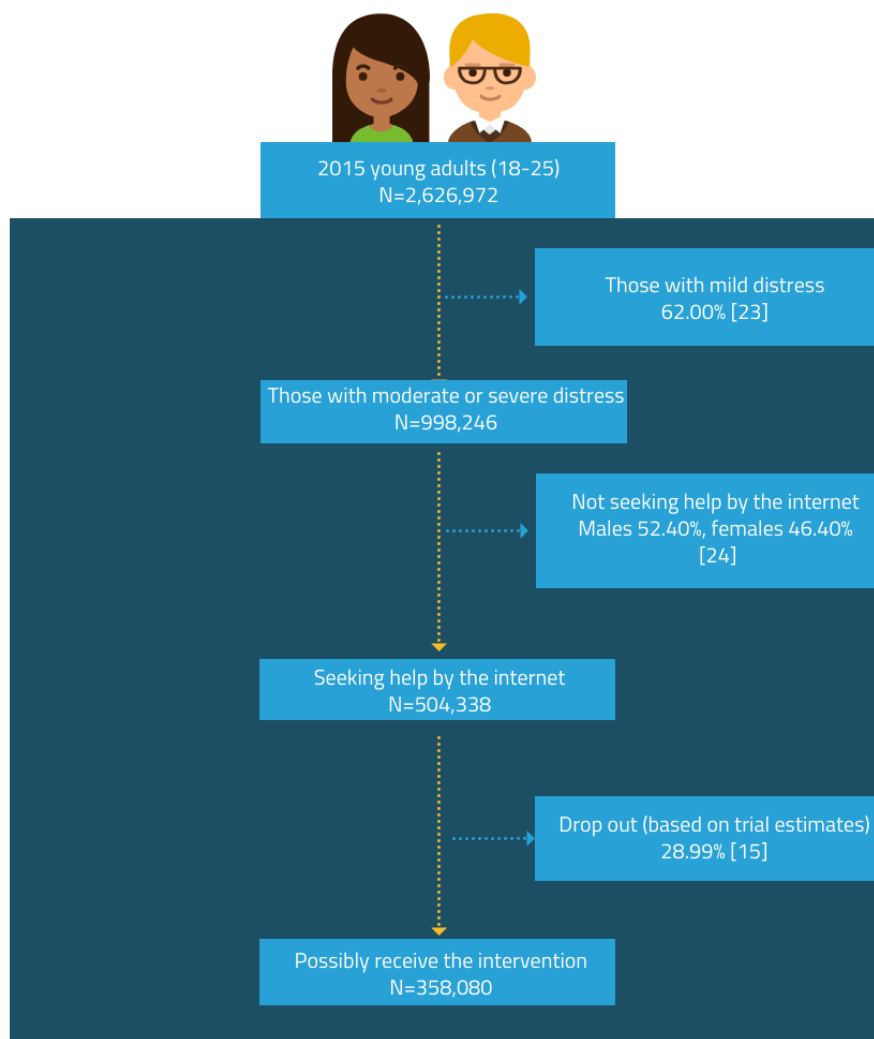 2015 young adults (18-25)
N=2,626,972
Those with mild distress
62.00% [23]
Those with moderate or severe distress
N=998,246
Not seeking help by the internet
Males 52.40%, females 46.40%
[24]
Seeking help by the internet
N=504,338
Drop out (based on trial estimates)
28.99% [15]
Possibly receive the intervention
N=358,080